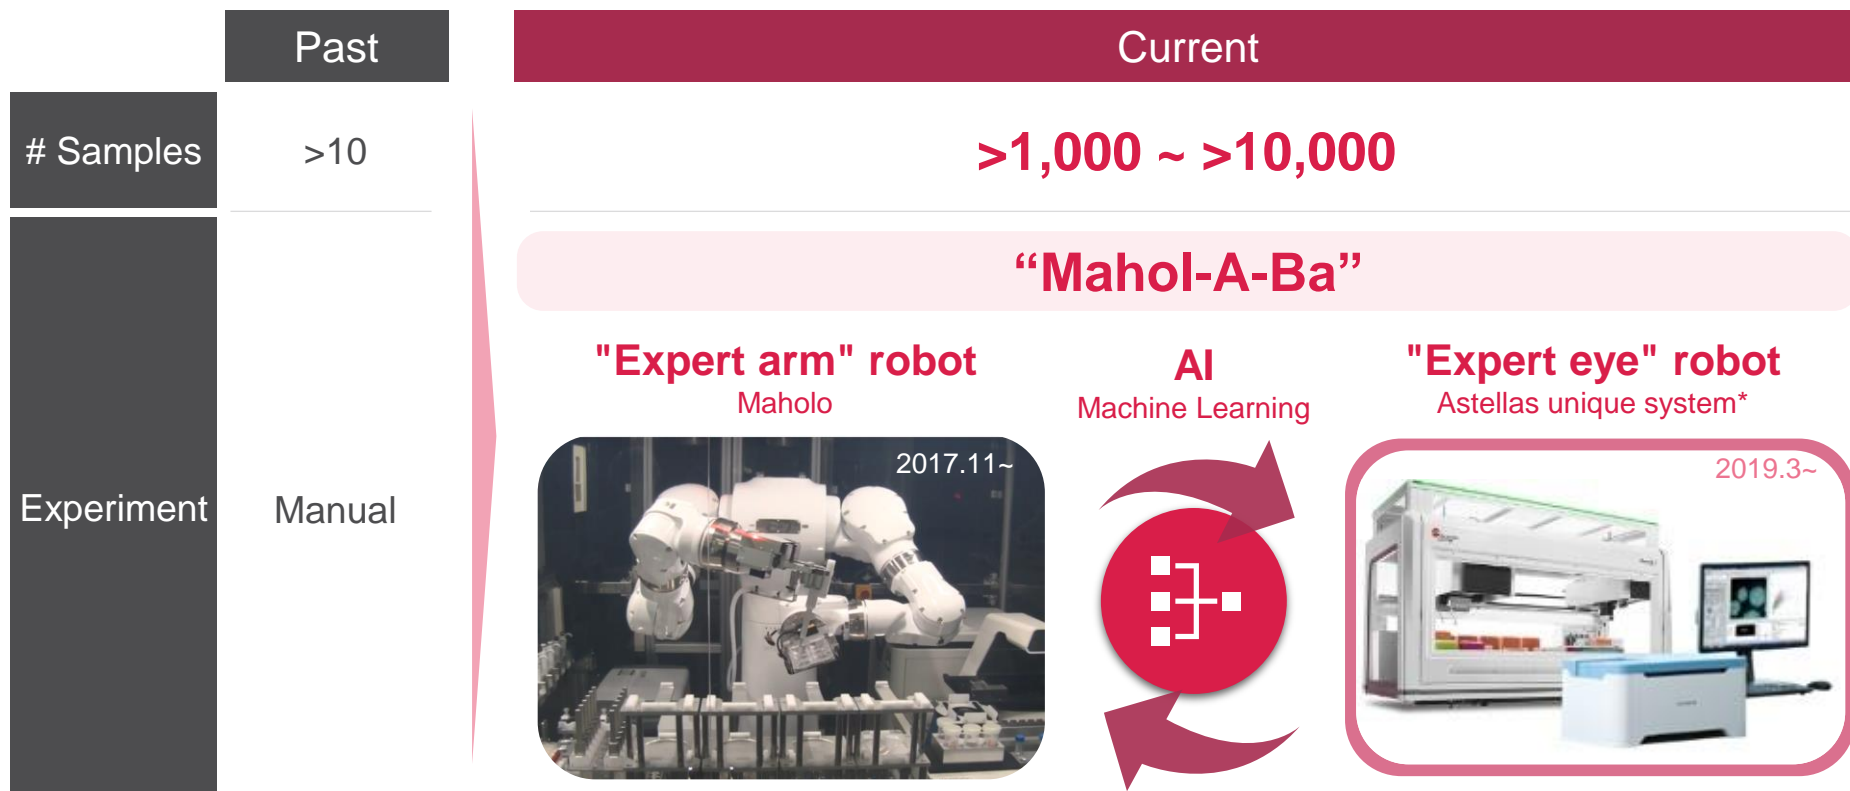 Past
Current
# Samples
>10
>1,000 ~ >10,000
“Mahol-A-Ba”
"Expert arm" robot
Maholo
AI
Machine Learning
"Expert eye" robot
Astellas unique system*
Experiment
Manual
2017.11~
2019.3~